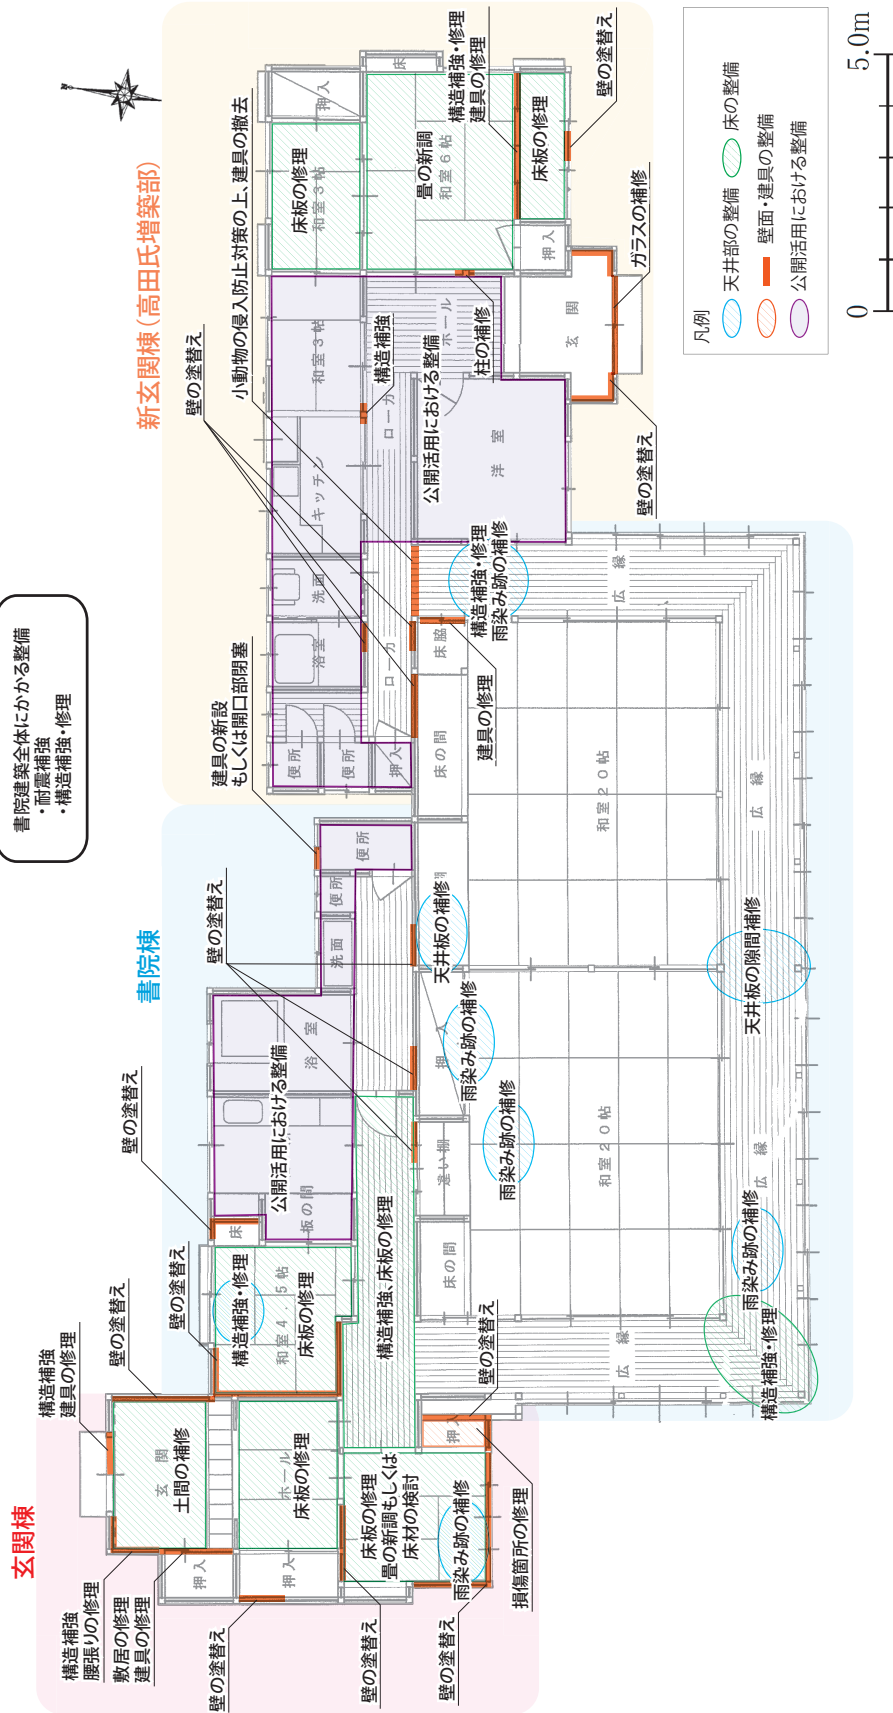 書院建築全体にかかる整備
・耐震補強
・構造補強・修理
玄関棟
構造補強
建具の修理
壁の塗替え
壁の塗替え
構造補強
腰張りの修理
敷居の修理
建具の修理
壁の塗替え
壁の塗替え
壁の塗替え
損傷箇所の修理
壁の塗替え
玄関
土間の補修
ホール
床板の修理
押入
押入
床板の修理
畳の新調もしくは
床材の検討
雨染み跡の補修
押入
書院棟
壁の塗替え
壁の塗替え
建具の新設
もしくは開口部閉塞
構造補強・修理
和室4.5帖
床板の修理
床
板の間
公開活用における整備
浴室
洗面
便所
便所
構造補強、床板の修理
床の間
違い棚
押入
雨染み跡の補修
天井板の補修
床の間
床脇
建具の修理
構造補強・修理
雨染み跡の補修
雨染み跡の補修
和室20帖
和室20帖
広縁
広縁
広縁
広縁
天井板の隙間補修
雨染み跡の補修
構造補強・修理
新玄関棟(高田氏増築部)
壁の塗替え
小動物の侵入防止対策の上、建具の撤去
便所
便所
押入
浴室
洗面
キッチン
和室3帖
ローカ
ローカ
構造補強
公開活用における整備
ホール
柱の補修
洋室
玄関
壁の塗替え
ガラスの補修
床板の修理
和室3帖
押入
床
畳の新調
和室6帖
構造補強・修理
建具の修理
床板の修理
押入
壁の塗替え
凡例
天井部の整備
床の整備
壁面・建具の整備
公開活用における整備
0
5.0m